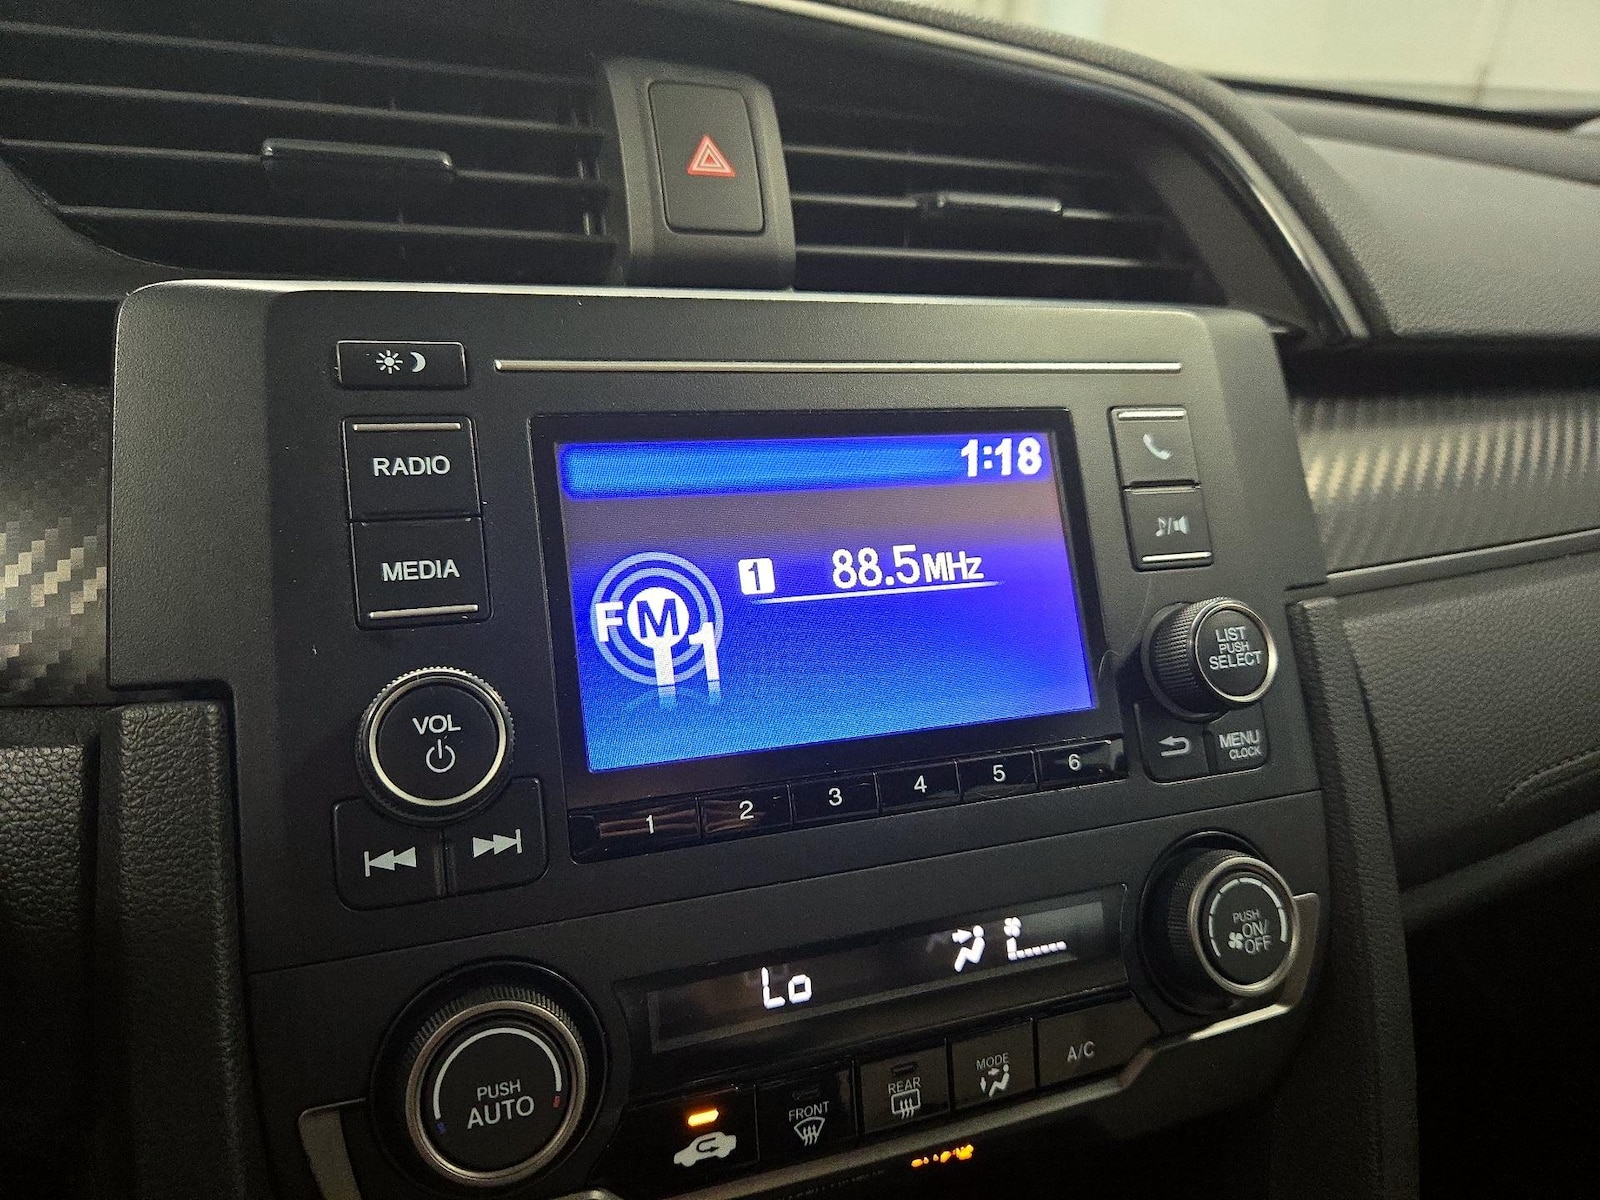 1:18
RADIO
MEDIA
FM
1
1 88.5MHz
LIST
PUSH
SELECT
VOL
MENU
CLOCK
1 2 3 4 5 6
PUSH
ON/
OFF
Lo
PUSH
AUTO
FRONT
REAR
MODE
A/C